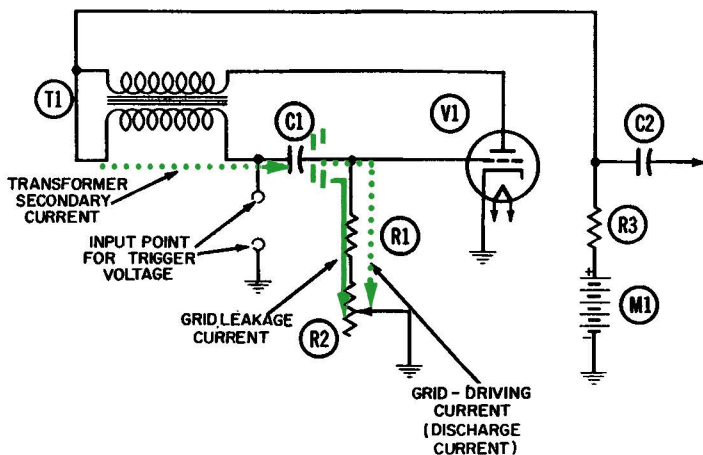 T1
C1
V1
C2
TRANSFORMER
SECONDARY
CURRENT
INPUT POINT
FOR TRIGGER
VOLTAGE
R1
R3
GRID LEAKAGE
CURRENT
R2
+
M1
-
GRID-DRIVING
CURRENT
(DISCHARGE
CURRENT)